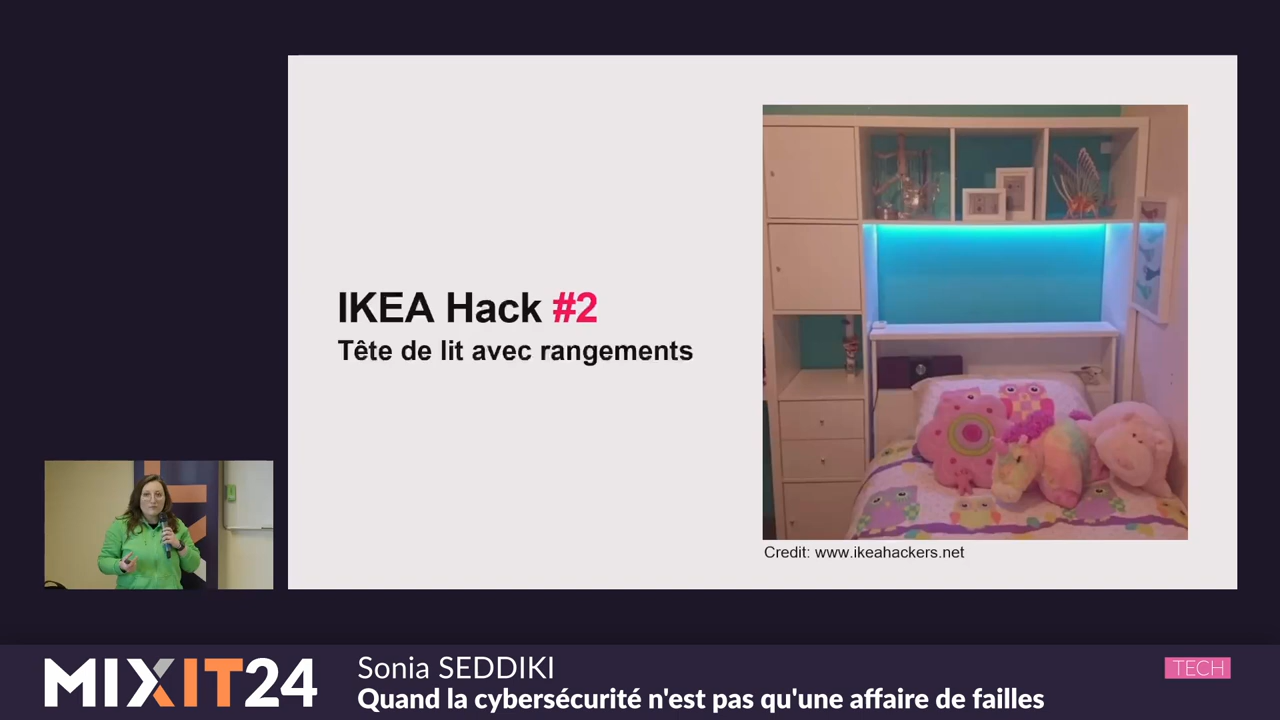 IKEA Hack #2
Tête de lit avec rangements
Credit: www.ikeahackers.net
MIXIT24
Sonia SEDDIKI
Quand la cybersécurité n'est pas qu'une affaire de failles
TECH